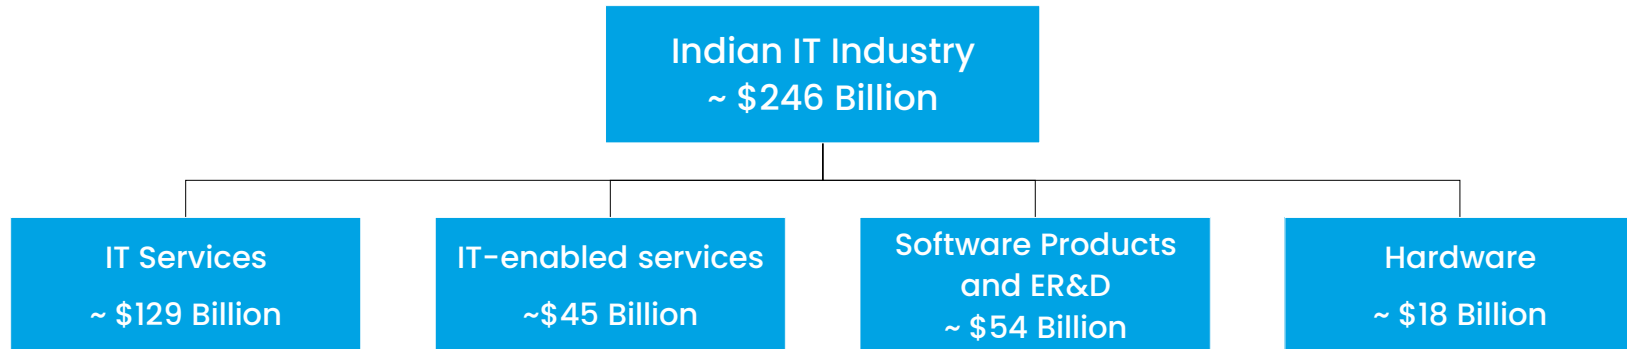 Indian IT Industry
~ $246 Billion
IT Services
~ $129 Billion
IT-enabled services
~$45 Billion
Software Products
and ER&D
~ $54 Billion
Hardware
~ $18 Billion